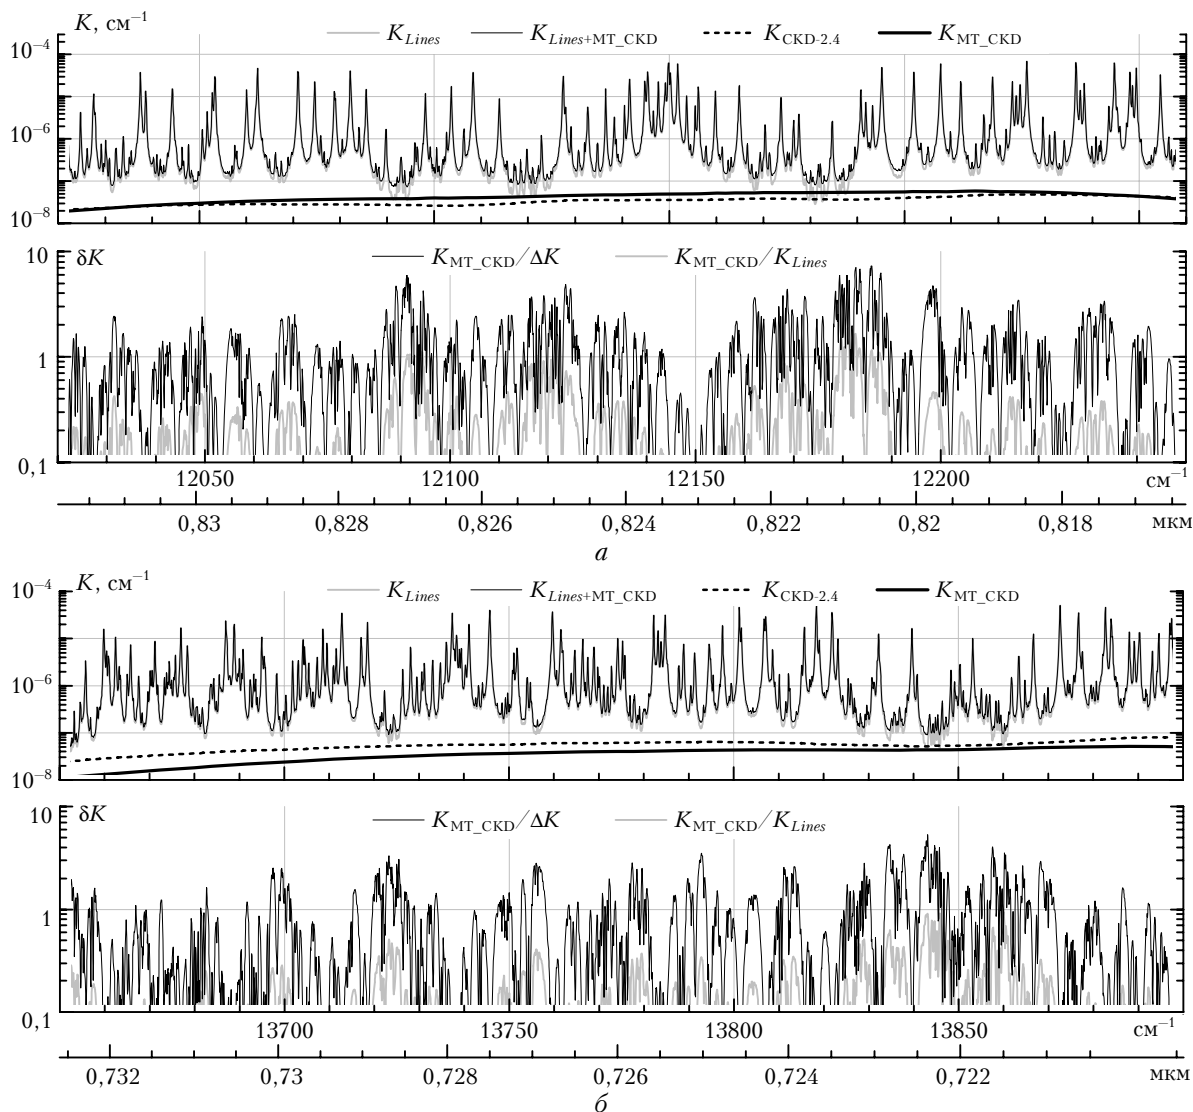 K, см⁻¹
K_Lines K_Lines+MT_CKD K_CKD-2.4 K_MT_CKD
10⁻⁴
10⁻⁶
10⁻⁸
δK
K_MT_CKD/ΔK K_MT_CKD/K_Lines
10
1
0,1
12050 12100 12150 12200 см⁻¹
0,83 0,828 0,826 0,824 0,822 0,82 0,818 мкм
а
K, см⁻¹
K_Lines K_Lines+MT_CKD K_CKD-2.4 K_MT_CKD
10⁻⁴
10⁻⁶
10⁻⁸
δK
K_MT_CKD/ΔK K_MT_CKD/K_Lines
10
1
0,1
13700 13750 13800 13850 см⁻¹
0,732 0,73 0,728 0,726 0,724 0,722 мкм
б